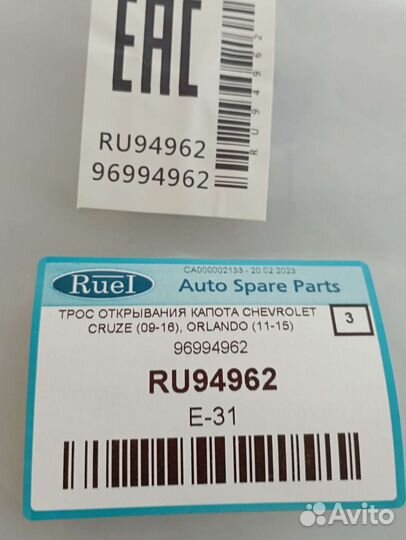 EAC
RU94962
96994962
RU94962
Ruei
CA000002133 - 20.02.2023
Auto Spare Parts
ТРОС ОТКРЫВАНИЯ КАПОТА CHEVROLET
CRUZE (09-16), ORLANDO (11-15)
3
96994962
RU94962
E-31
Avito